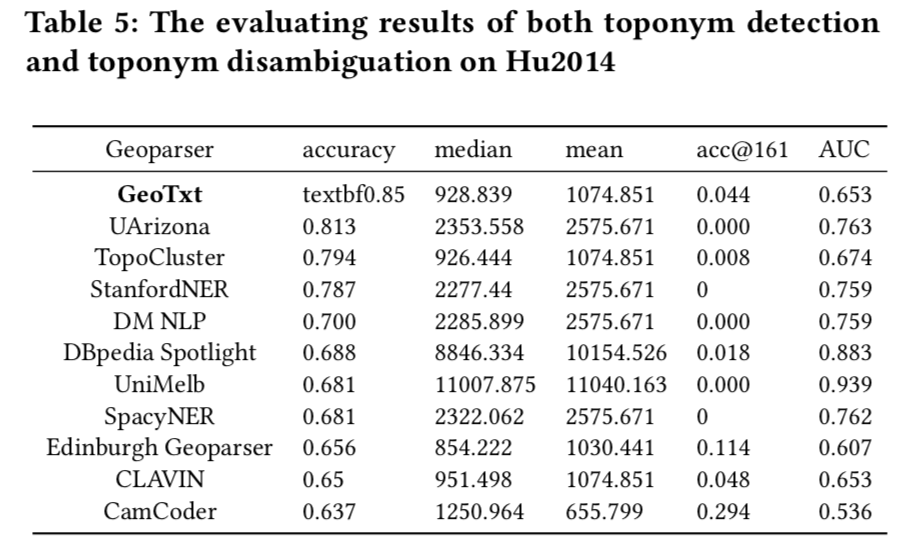 Table 5: The evaluating results of both toponym detection
and toponym disambiguation on Hu2014
Geoparser accuracy median mean acc@161 AUC
GeoTxt textbf0.85 928.839 1074.851 0.044 0.653
UArizona 0.813 2353.558 2575.671 0.000 0.763
TopoCluster 0.794 926.444 1074.851 0.008 0.674
StanfordNER 0.787 2277.44 2575.671 0 0.759
DM NLP 0.700 2285.899 2575.671 0.000 0.759
DBpedia Spotlight 0.688 8846.334 10154.526 0.018 0.883
UniMelb 0.681 11007.875 11040.163 0.000 0.939
SpacyNER 0.681 2322.062 2575.671 0 0.762
Edinburgh Geoparser 0.656 854.222 1030.441 0.114 0.607
CLAVIN 0.65 951.498 1074.851 0.048 0.653
CamCoder 0.637 1250.964 655.799 0.294 0.536